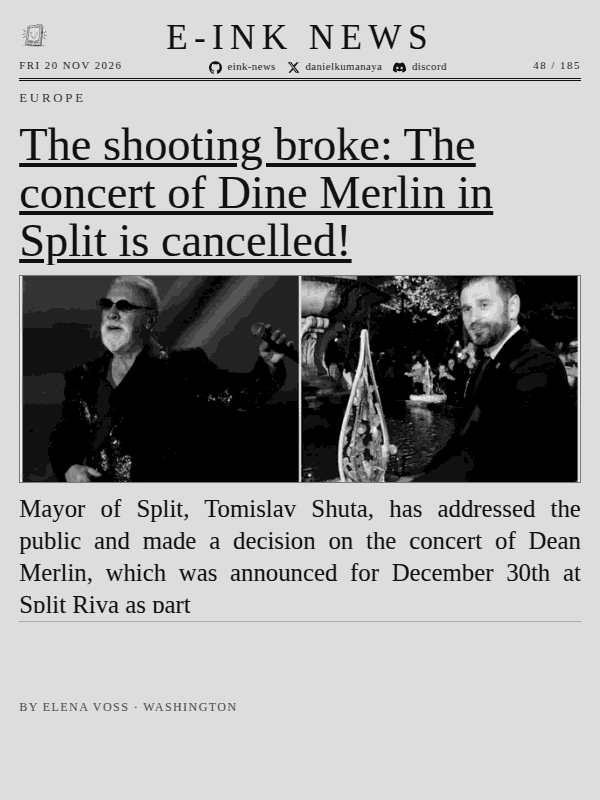 E-INK NEWS
FRI 20 NOV 2026
eink-news
danielkumanaya
discord
48 / 185
EUROPE
The shooting broke: The
concert of Dine Merlin in
Split is cancelled!
Mayor of Split, Tomislav Shuta, has addressed the
public and made a decision on the concert of Dean
Merlin, which was announced for December 30th at
Split Riva as part
BY ELENA VOSS · WASHINGTON